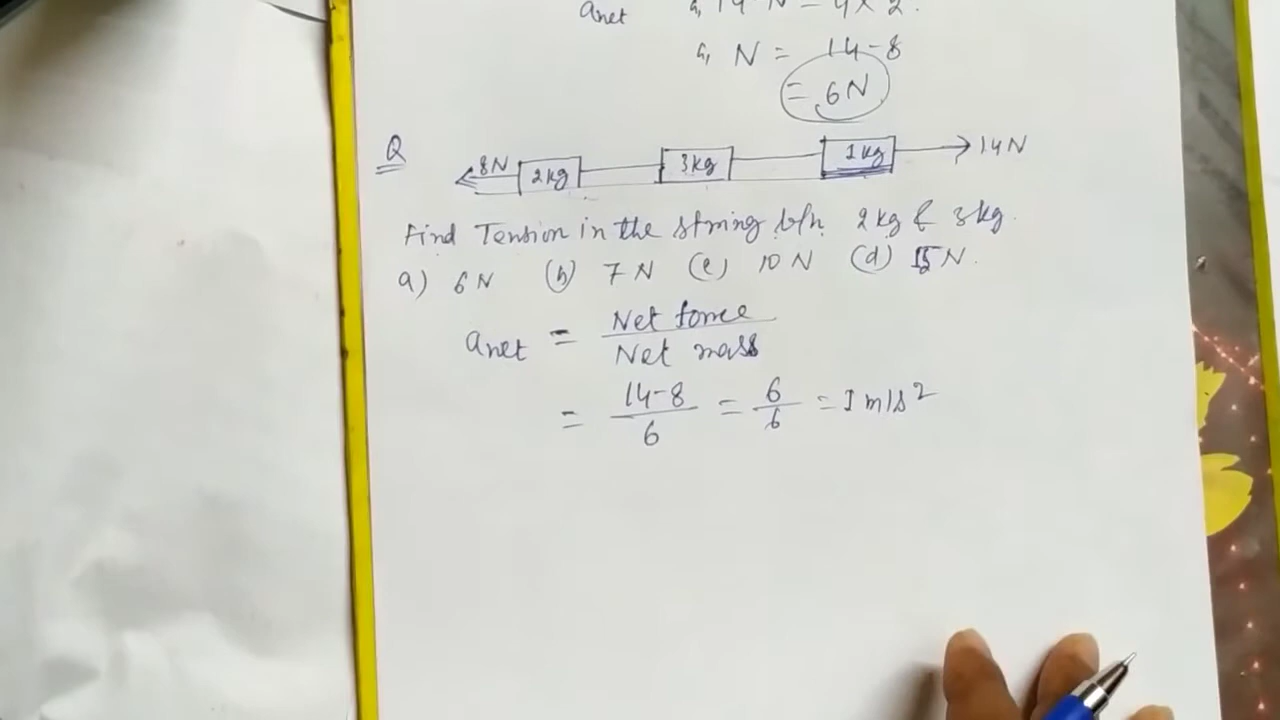 anet
N = 14-8
= 6N
Q 8N 2kg 3kg 1kg 14N
Find Tension in the string b/n 2kg & 3kg.
a) 6N (b) 7N (c) 10N (d) N.
anet = Net force / Net mass
= 14-8 / 6 = 6 / 6 = 1 m/s²